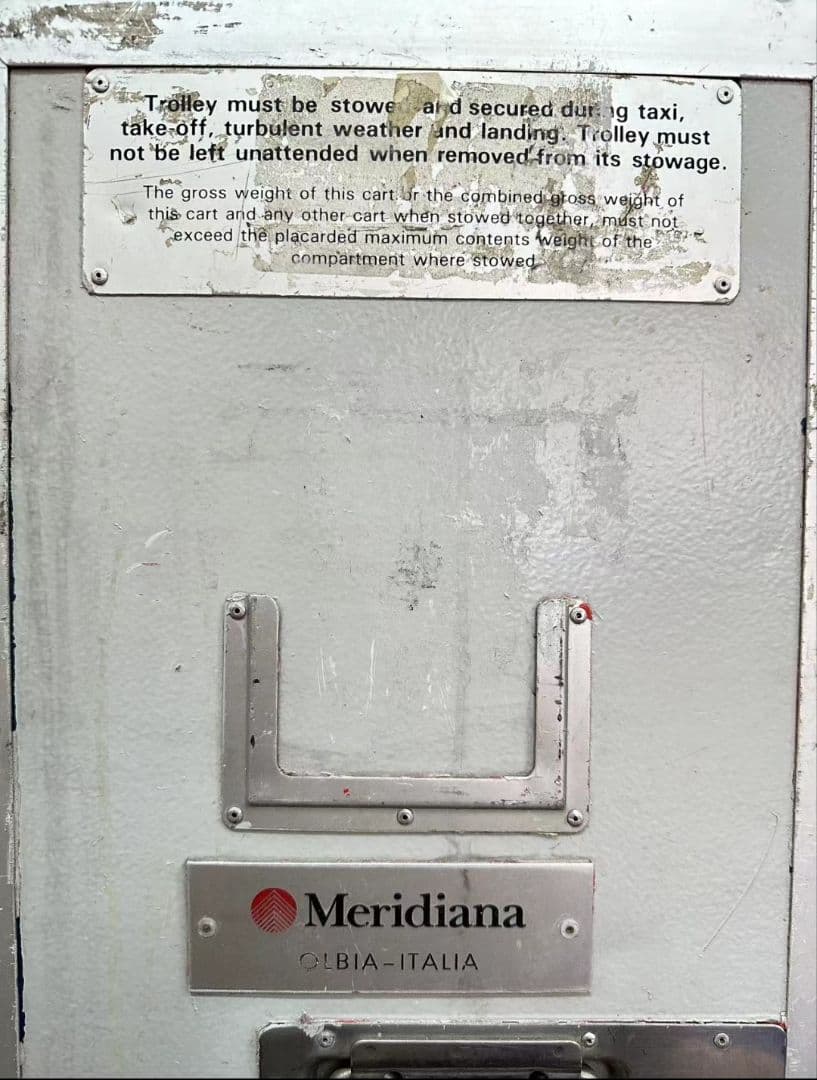 Trolley must be stowed and secured during taxi,
take-off, turbulent weather and landing. Trolley must
not be left unattended when removed from its stowage.
The gross weight of this cart or the combined gross weight of
this cart and any other cart when stowed together, must not
exceed the placarded maximum contents weight of the
compartment where stowed
Meridiana
OLBIA-ITALIA